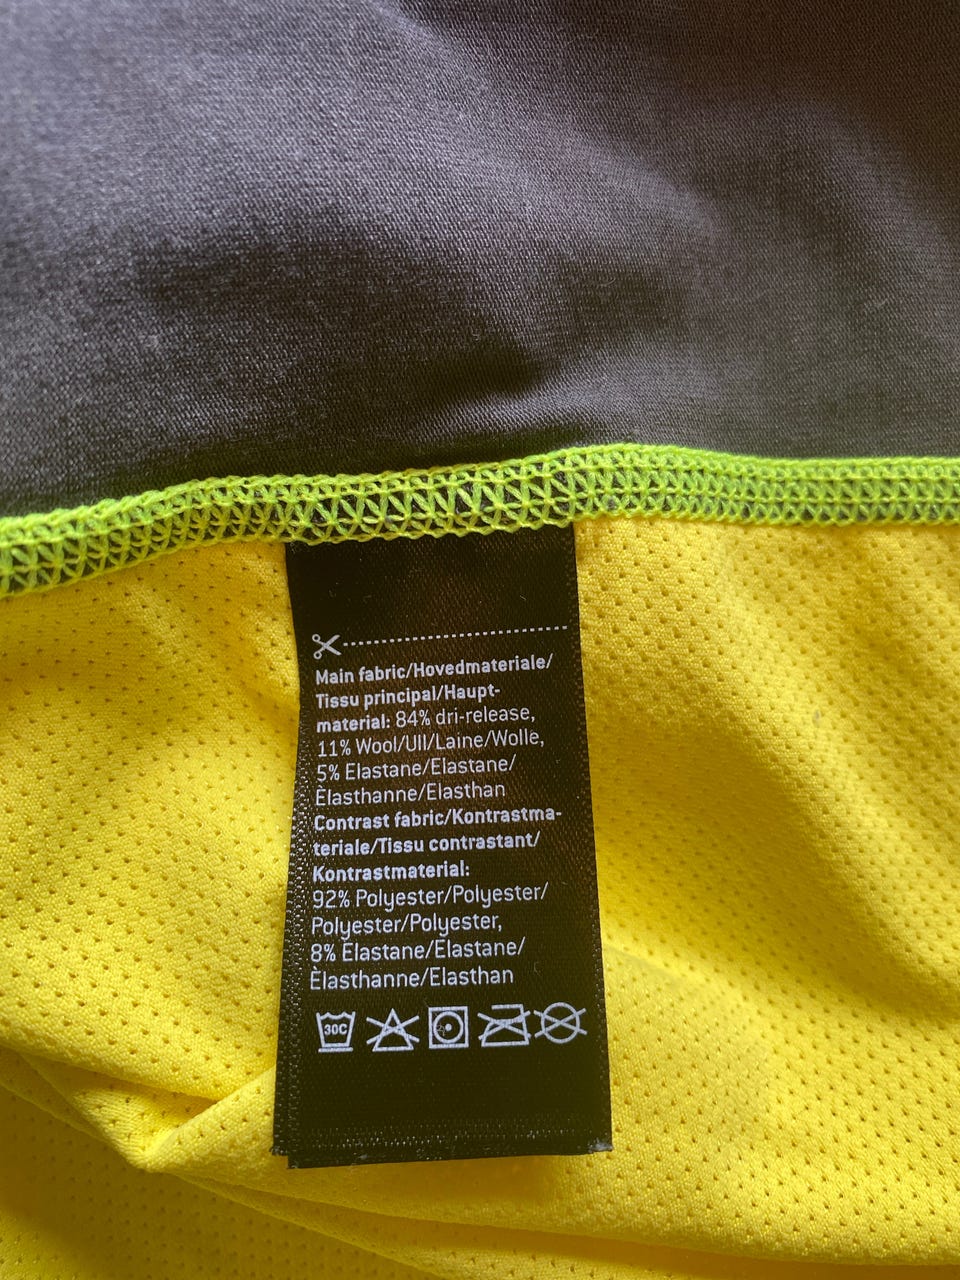 Main fabric/Hovedmateriale/
Tissu principal/Haupt-
material: 84% dri-release,
11% Wool/Ull/Laine/Wolle,
5% Elastane/Elastane/
Èlasthanne/Elasthan
Contrast fabric/Kontrastma-
teriale/Tissu contrastant/
Kontrastmaterial:
92% Polyester/Polyester/
Polyester/Polyester,
8% Elastane/Elastane/
Èlasthanne/Elasthan
30C